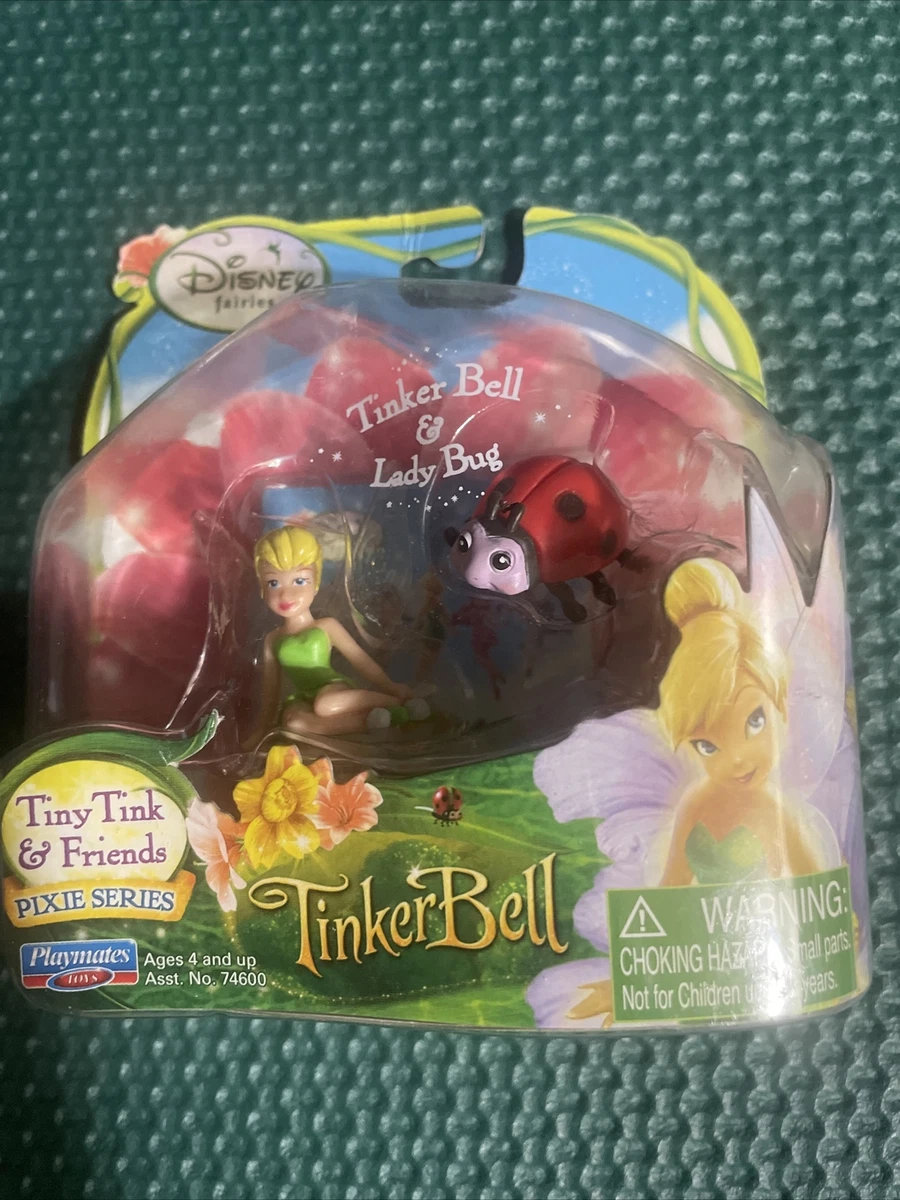 Disney
fairies
Tinker Bell
&
Lady Bug
Tiny Tink
& Friends
PIXIE SERIES
Playmates
TOYS
Ages 4 and up
Asst. No. 74600
TinkerBell
WARNING:
CHOKING small parts.
Not for Children years.